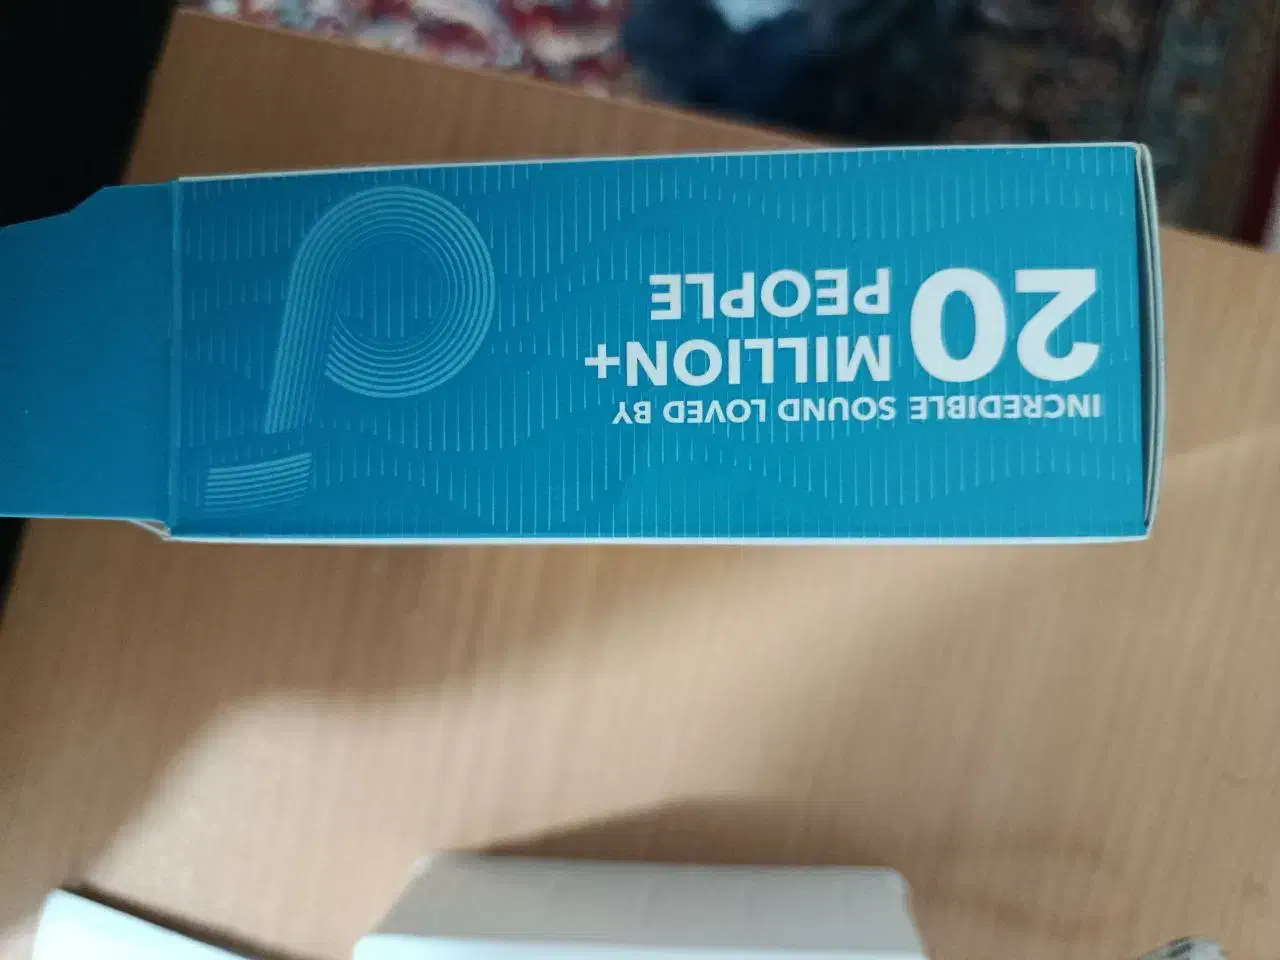 INCREDIBLE SOUND LOVED BY
20 MILLION+
PEOPLE